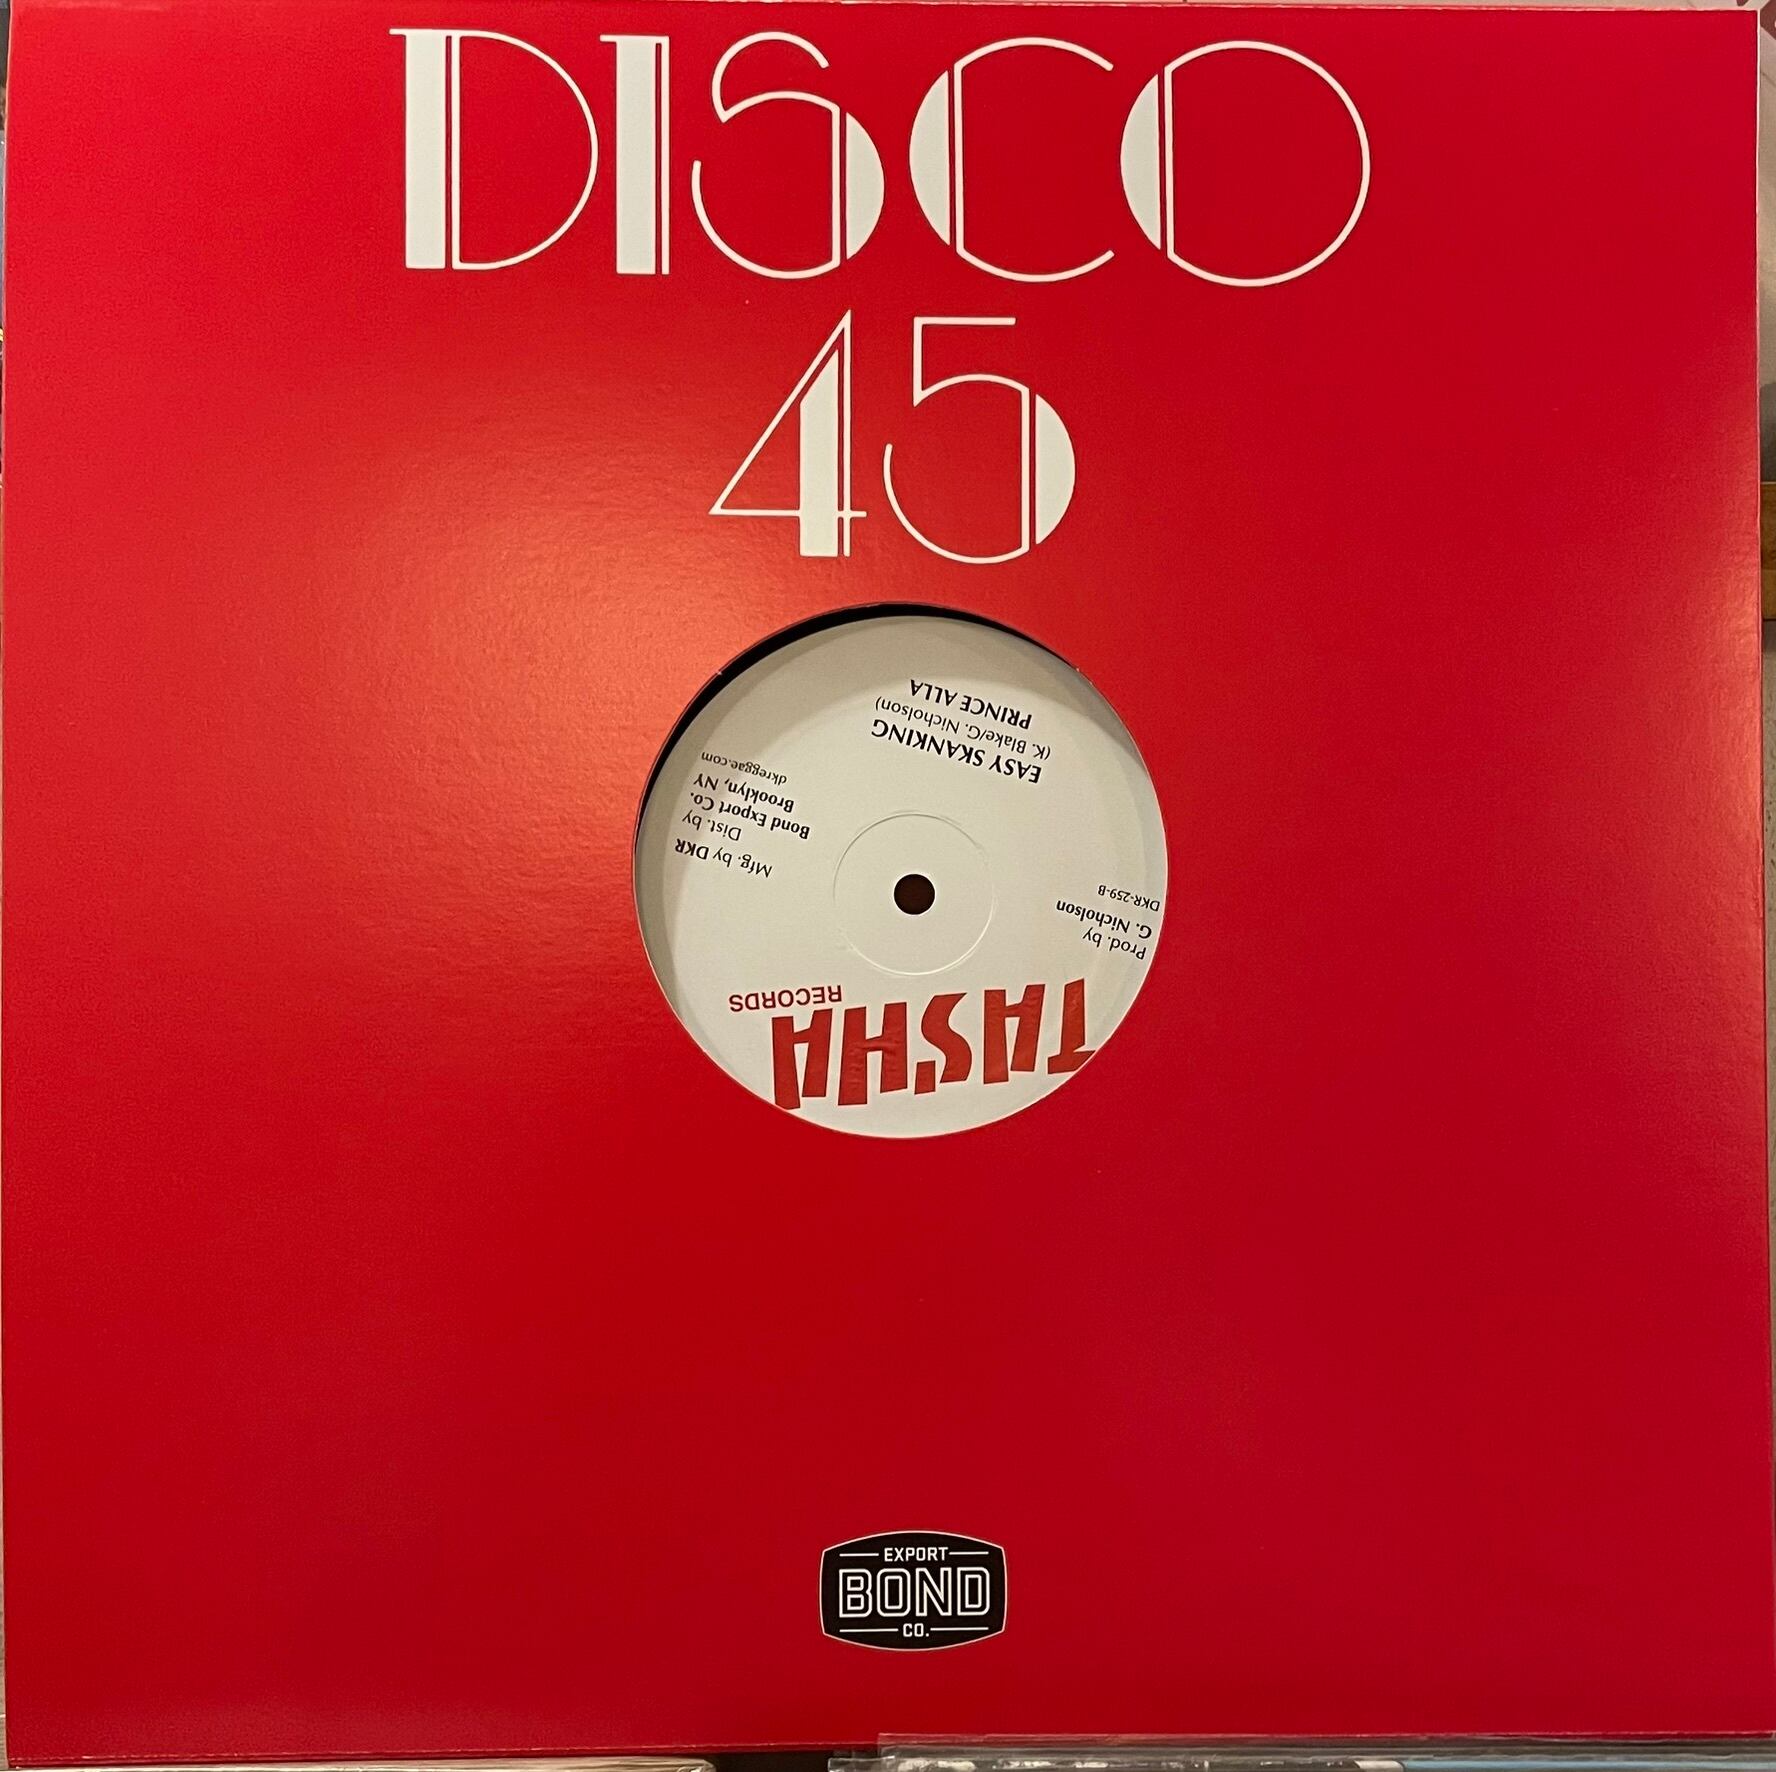 DISCO
45
TASHA
RECORDS
Prod. by
G. Nicholson
DKR-259-B
Mfg. by DKR
Dist. by
Bond Export Co.
Brooklyn, NY
dkreggae.com
EASY SKANKING
(K. Blake/G. Nicholson)
PRINCE ALLA
EXPORT
BOND
CO.